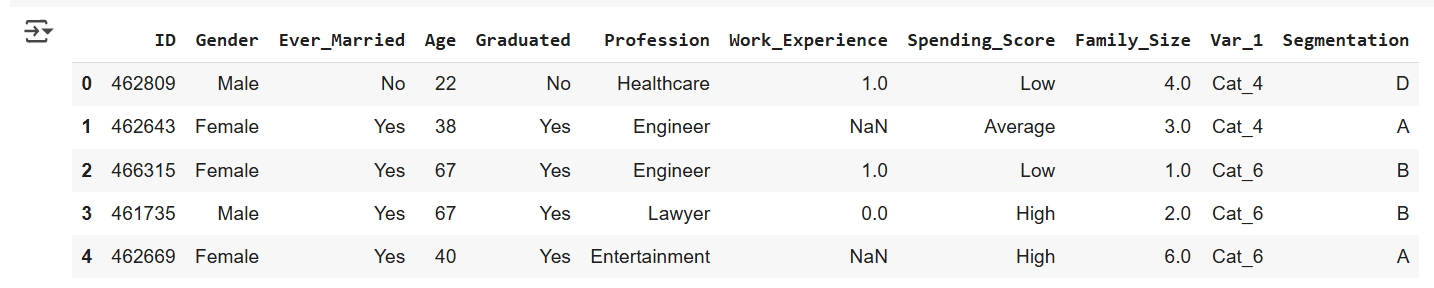 ID Gender Ever_Married Age Graduated Profession Work_Experience Spending_Score Family_Size Var_1 Segmentation
0 462809 Male No 22 No Healthcare 1.0 Low 4.0 Cat_4 D
1 462643 Female Yes 38 Yes Engineer NaN Average 3.0 Cat_4 A
2 466315 Female Yes 67 Yes Engineer 1.0 Low 1.0 Cat_6 B
3 461735 Male Yes 67 Yes Lawyer 0.0 High 2.0 Cat_6 B
4 462669 Female Yes 40 Yes Entertainment NaN High 6.0 Cat_6 A